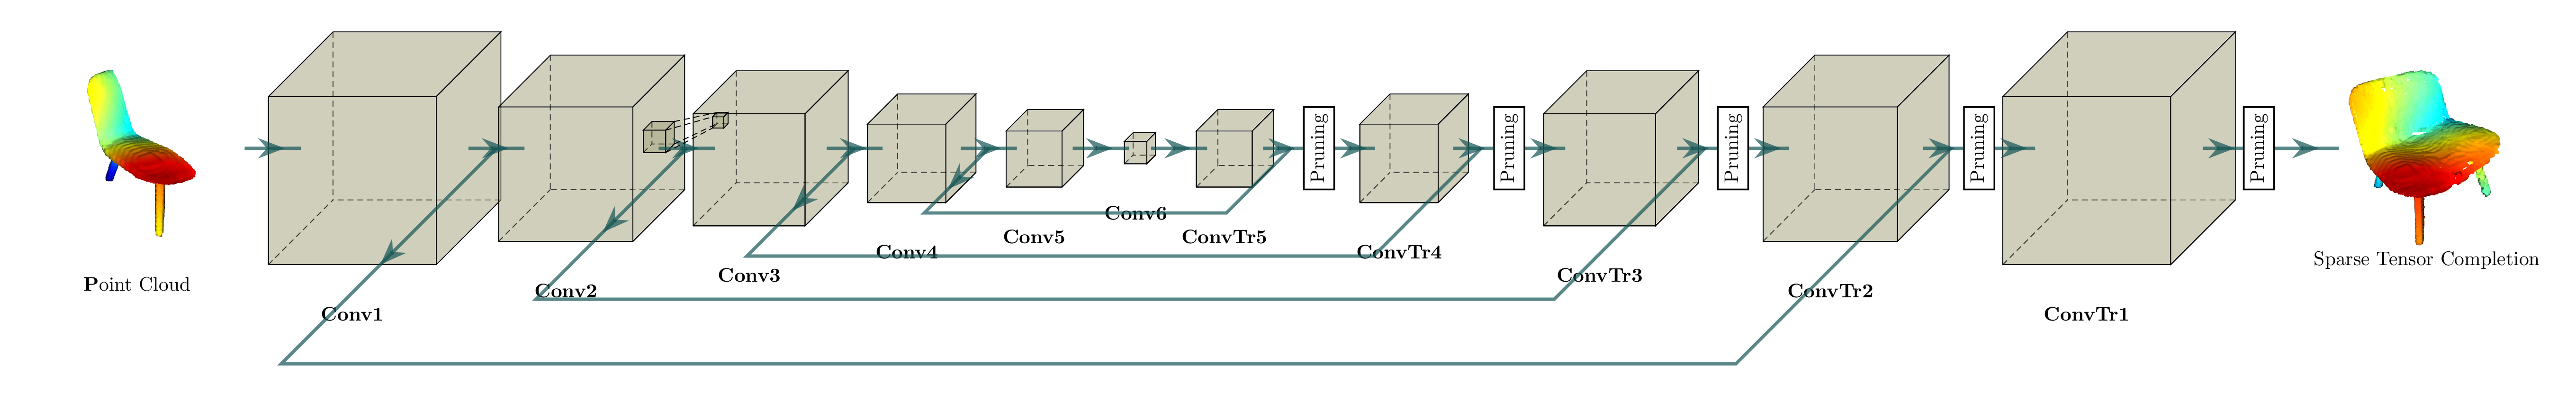 Point Cloud
Conv1
Conv2
Conv3
Conv4
Conv5
Conv6
ConvTr5
Pruning
ConvTr4
Pruning
ConvTr3
Pruning
ConvTr2
Pruning
ConvTr1
Pruning
Sparse Tensor Completion